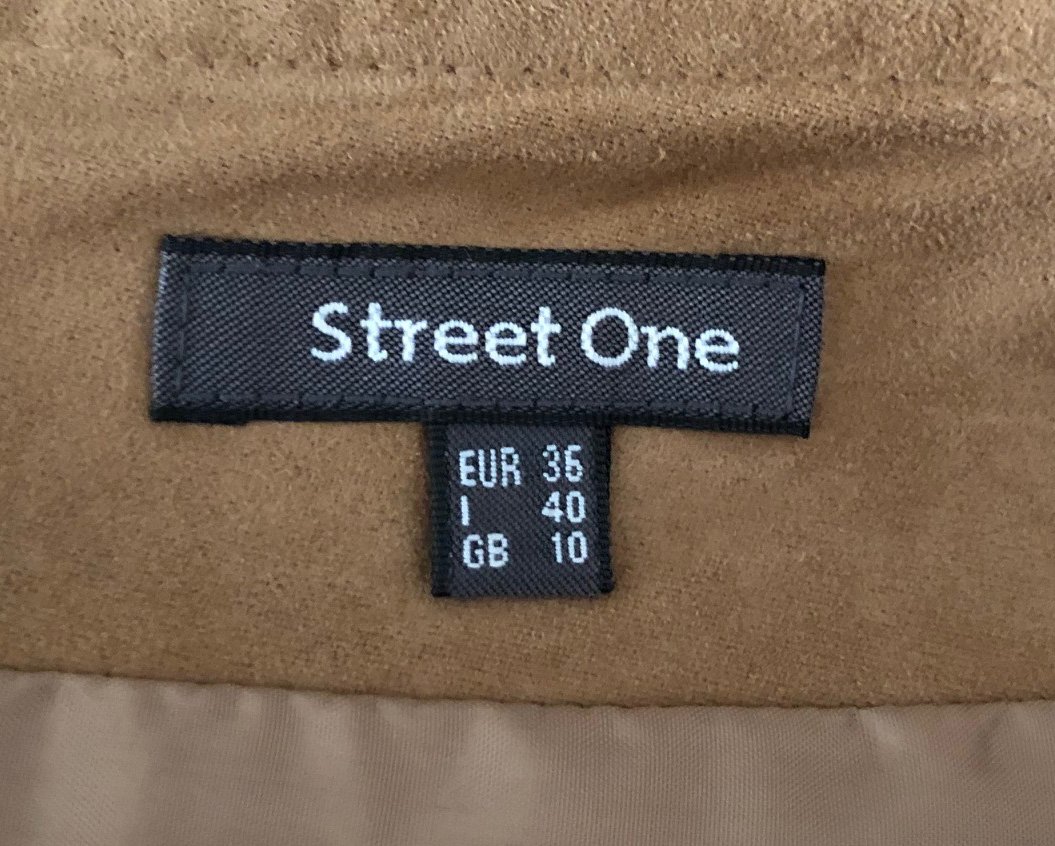 Street One
EUR 36
I 40
GB 10